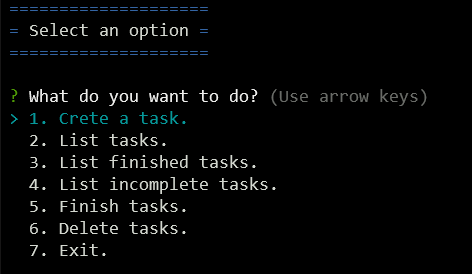 ====================
= Select an option =
====================
? What do you want to do? (Use arrow keys)
> 1. Crete a task.
2. List tasks.
3. List finished tasks.
4. List incomplete tasks.
5. Finish tasks.
6. Delete tasks.
7. Exit.